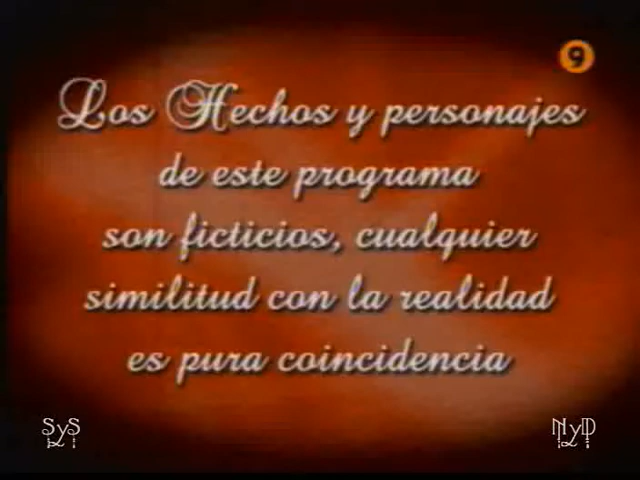 9
Los Hechos y personajes
de este programa
son ficticios, cualquier
similitud con la realidad
es pura coincidencia
SyS
NyD